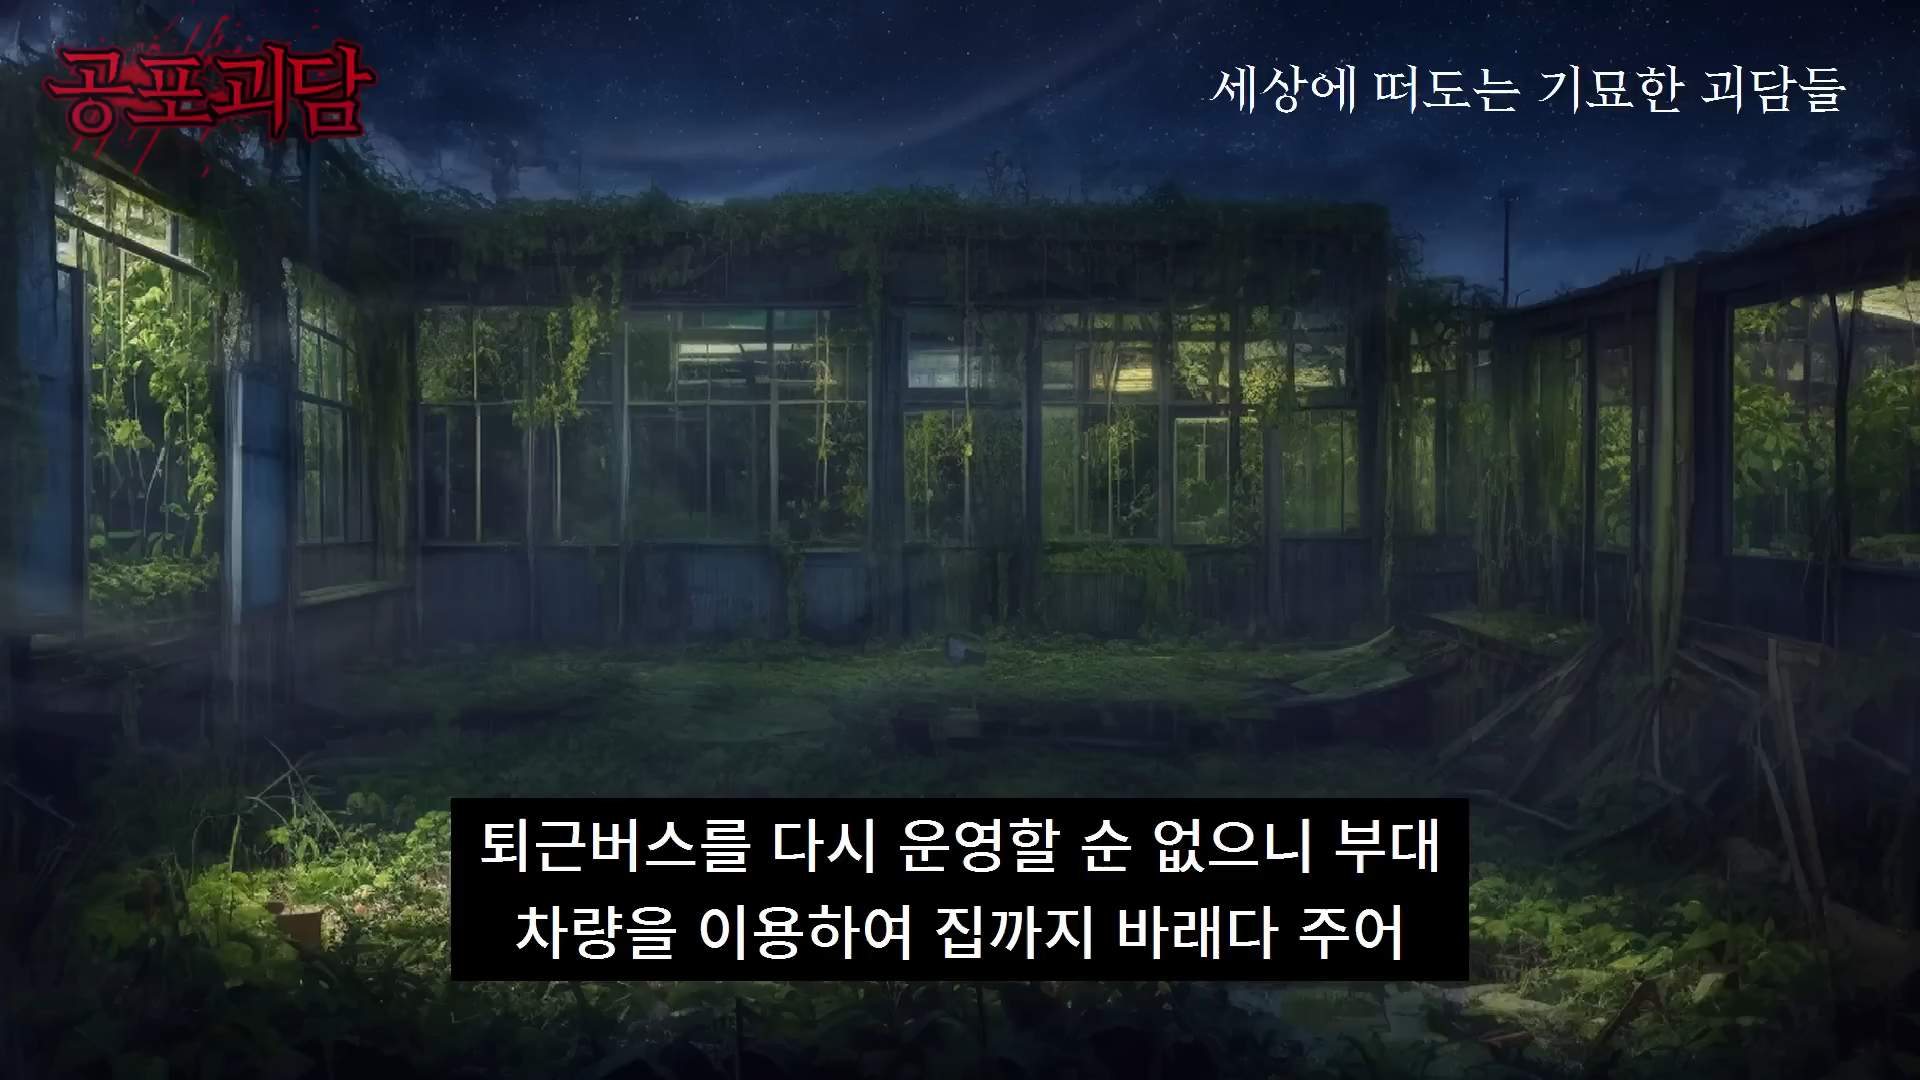 공포괴담
세상에 떠도는 기묘한 괴담들
퇴근버스를 다시 운영할 순 없으니 부대
차량을 이용하여 집까지 바래다 주어